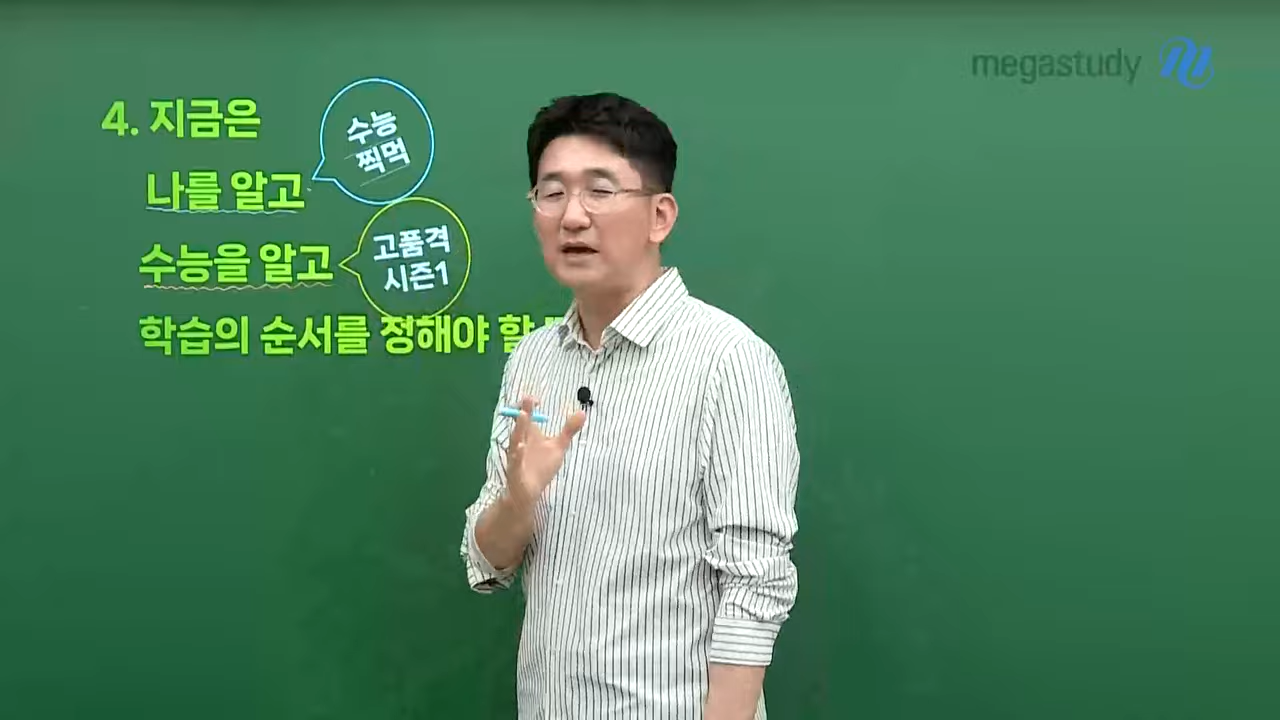 megastudy
4. 지금은
나를 알고
수능
찍먹
수능을 알고
고품격
시즌1
학습의 순서를 정해야 할